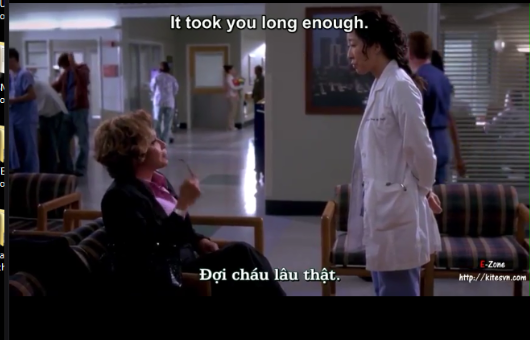 It took you long enough.
Đợi cháu lâu thật.
E-Zone
http://kitesvn.com